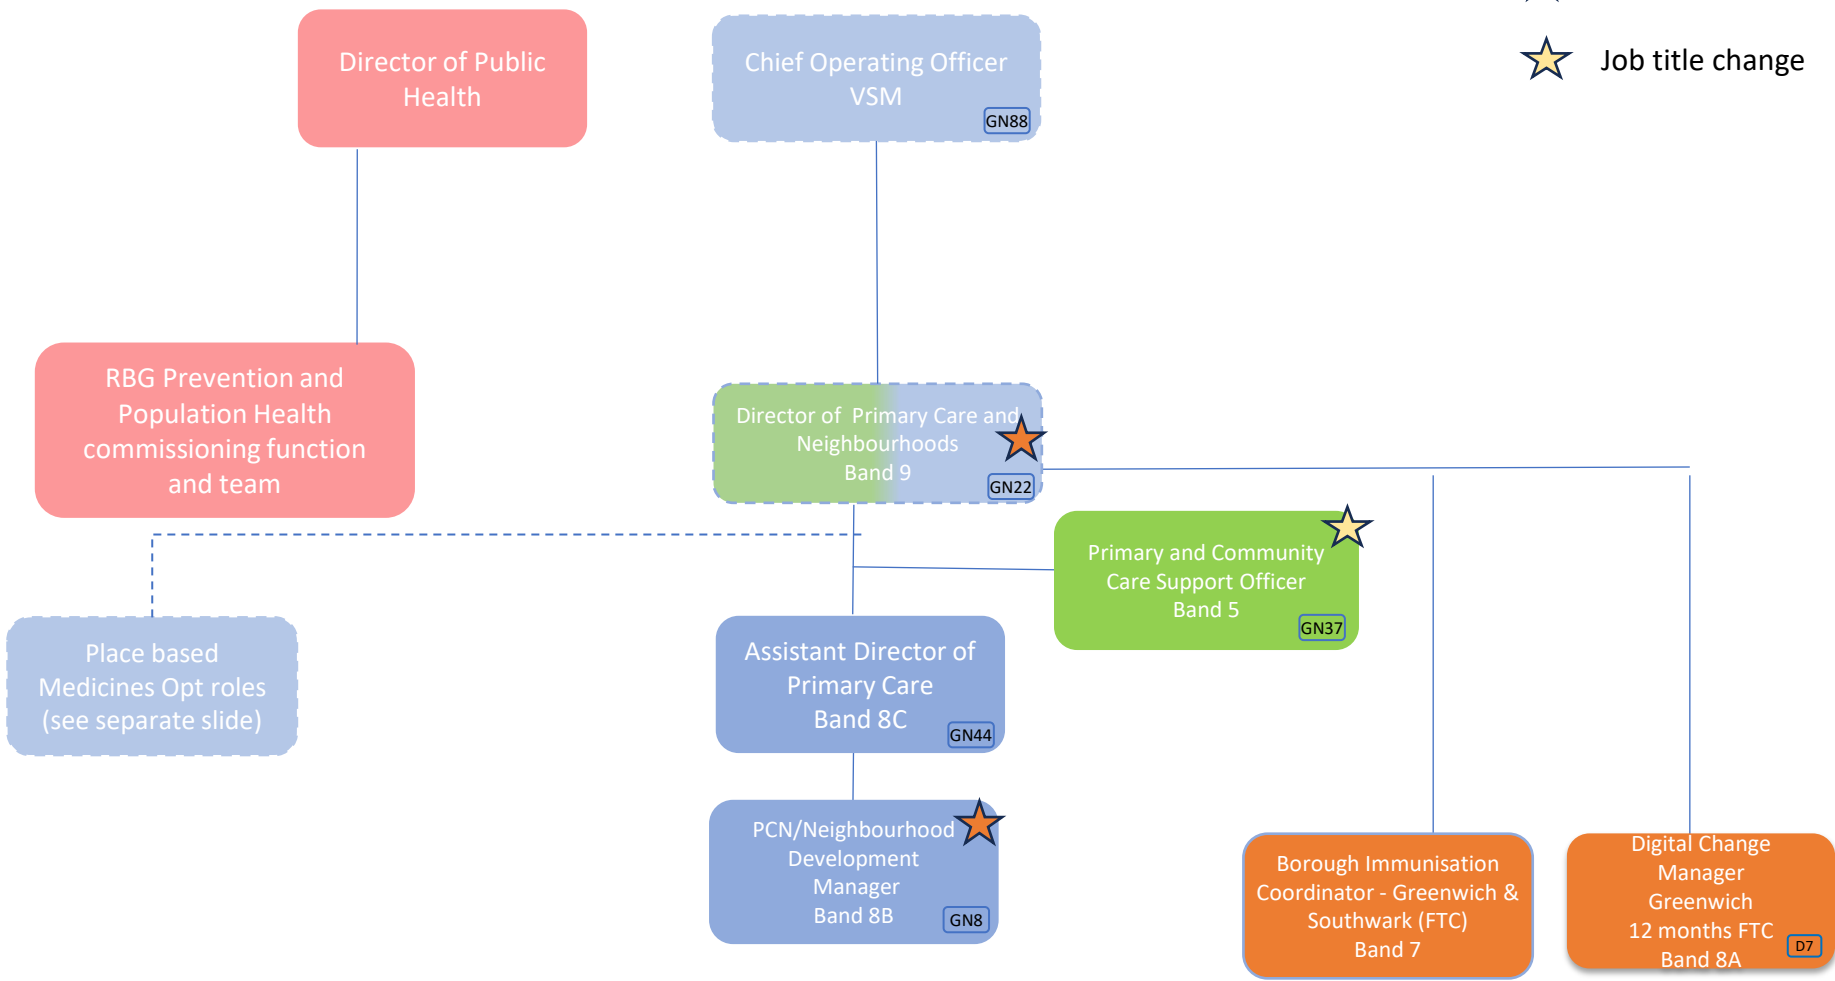 Director of Public
Health
Chief Operating Officer
VSM
GN88
Job title change
RBG Prevention and
Population Health
commissioning function
and team
Director of Primary Care and
Neighbourhoods
Band 9
GN22
Primary and Community
Care Support Officer
Band 5
GN37
Place based
Medicines Opt roles
(see separate slide)
Assistant Director of
Primary Care
Band 8C
GN44
PCN/Neighbourhood
Development
Manager
Band 8B
GN8
Borough Immunisation
Coordinator - Greenwich &
Southwark (FTC)
Band 7
Digital Change
Manager
Greenwich
12 months FTC
Band 8A
D7